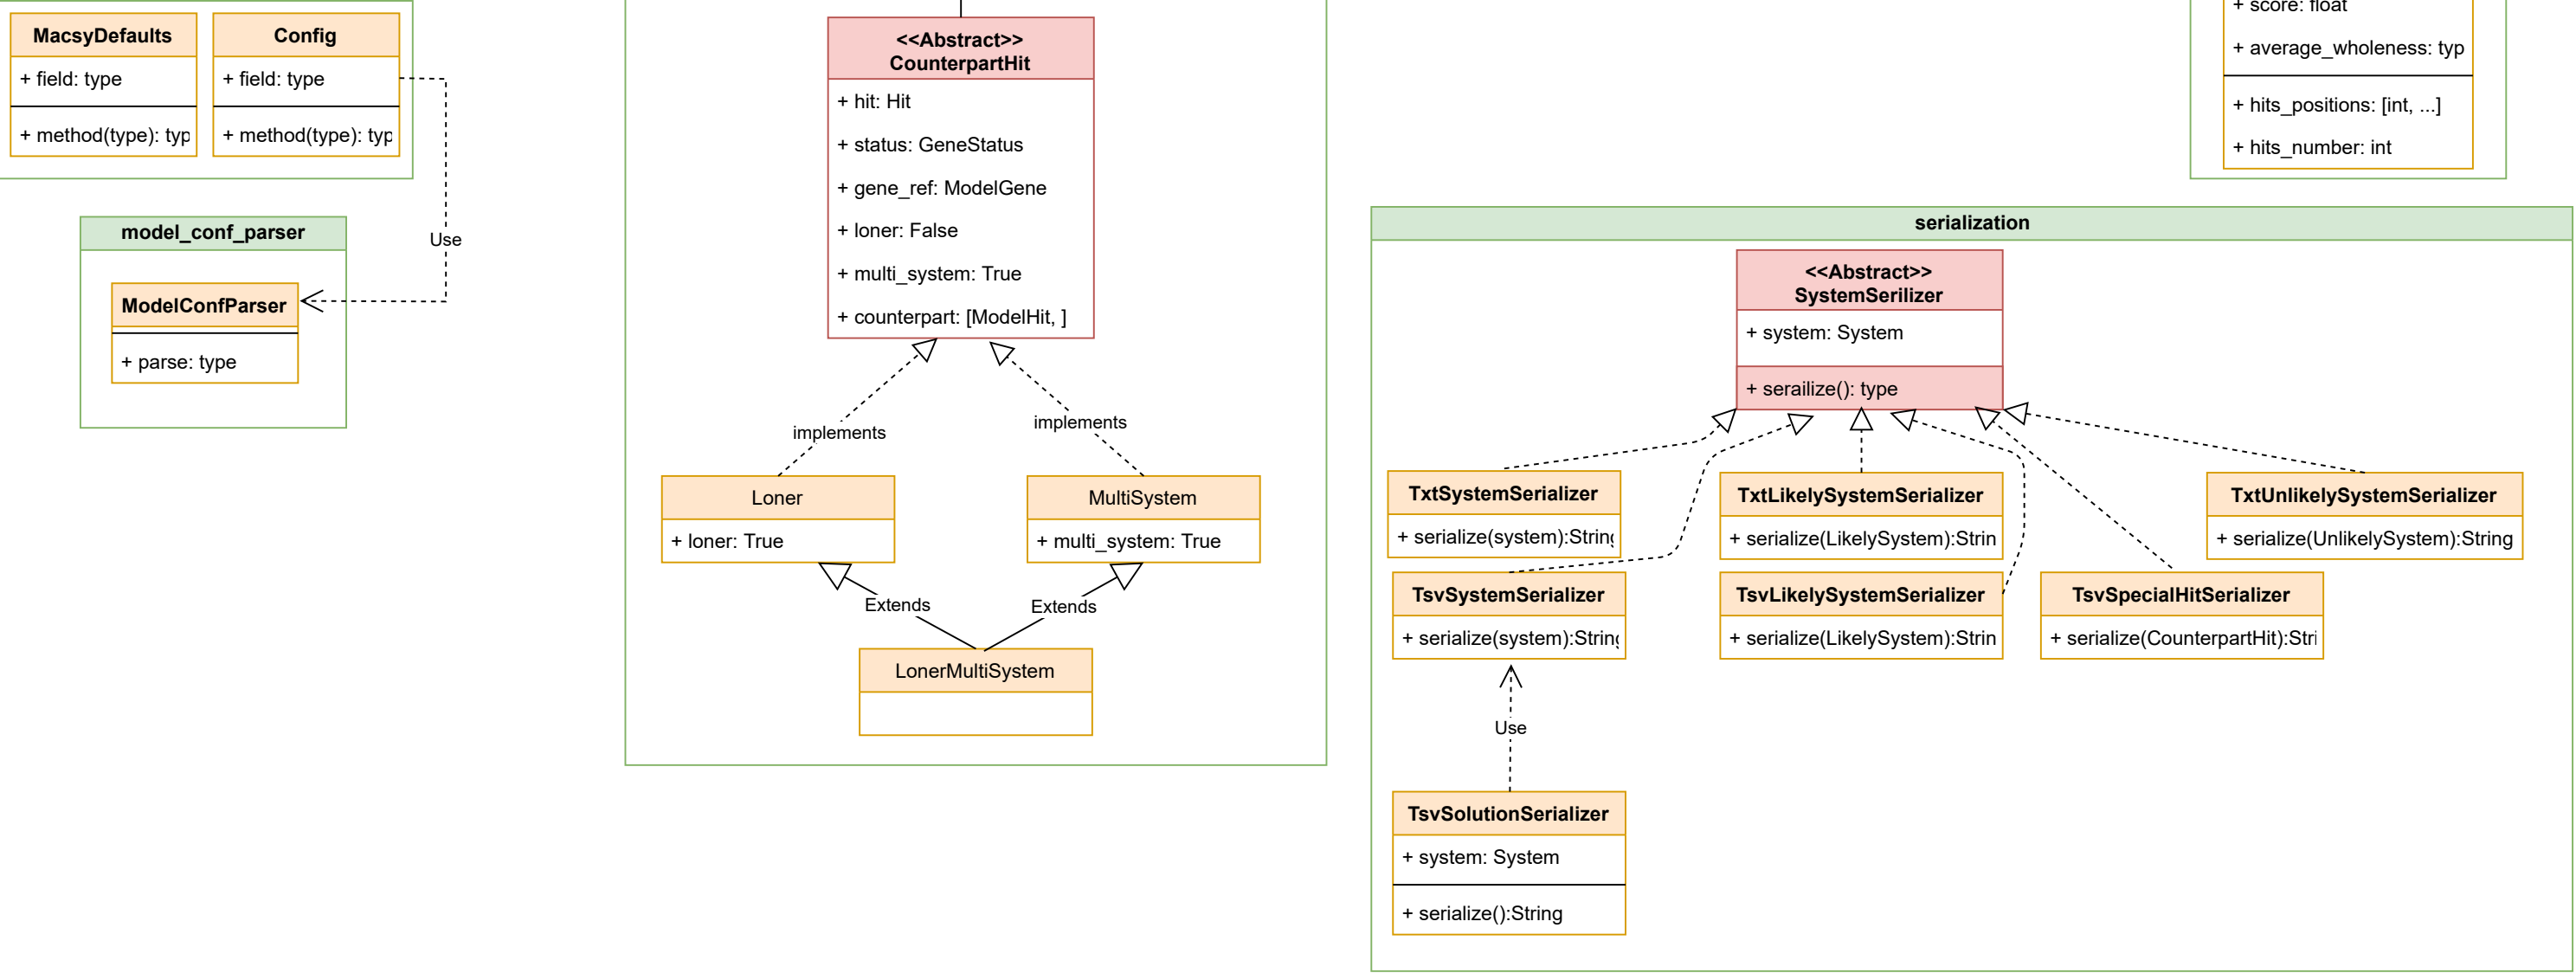 MacsyDefaults
+ field: type
+ method(type): typ
Config
+ field: type
+ method(type): typ
Use
model_conf_parser
ModelConfParser
+ parse: type
<<Abstract>>
CounterpartHit
+ hit: Hit
+ status: GeneStatus
+ gene_ref: ModelGene
+ loner: False
+ multi_system: True
+ counterpart: [ModelHit, ]
implements
implements
Loner
+ loner: True
MultiSystem
+ multi_system: True
Extends
Extends
LonerMultiSystem
+ score: float
+ average_wholeness: typ
+ hits_positions: [int, ...]
+ hits_number: int
serialization
<<Abstract>>
SystemSerilizer
+ system: System
+ serailize(): type
TxtSystemSerializer
+ serialize(system):String
TxtLikelySystemSerializer
+ serialize(LikelySystem):Strin
TxtUnlikelySystemSerializer
+ serialize(UnlikelySystem):String
TsvSystemSerializer
+ serialize(system):String
TsvLikelySystemSerializer
+ serialize(LikelySystem):Strin
TsvSpecialHitSerializer
+ serialize(CounterpartHit):Stri
Use
TsvSolutionSerializer
+ system: System
+ serialize():String